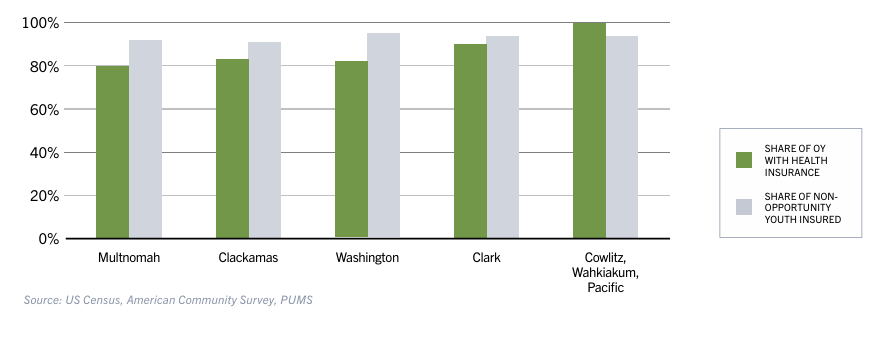 100%
80%
60%
40%
20%
0%
Multnomah
Clackamas
Washington
Clark
Cowlitz,
Wahkiakum,
Pacific
SHARE OF OY
WITH HEALTH
INSURANCE
SHARE OF NON-
OPPORTUNITY
YOUTH INSURED
Source: US Census, American Community Survey, PUMS